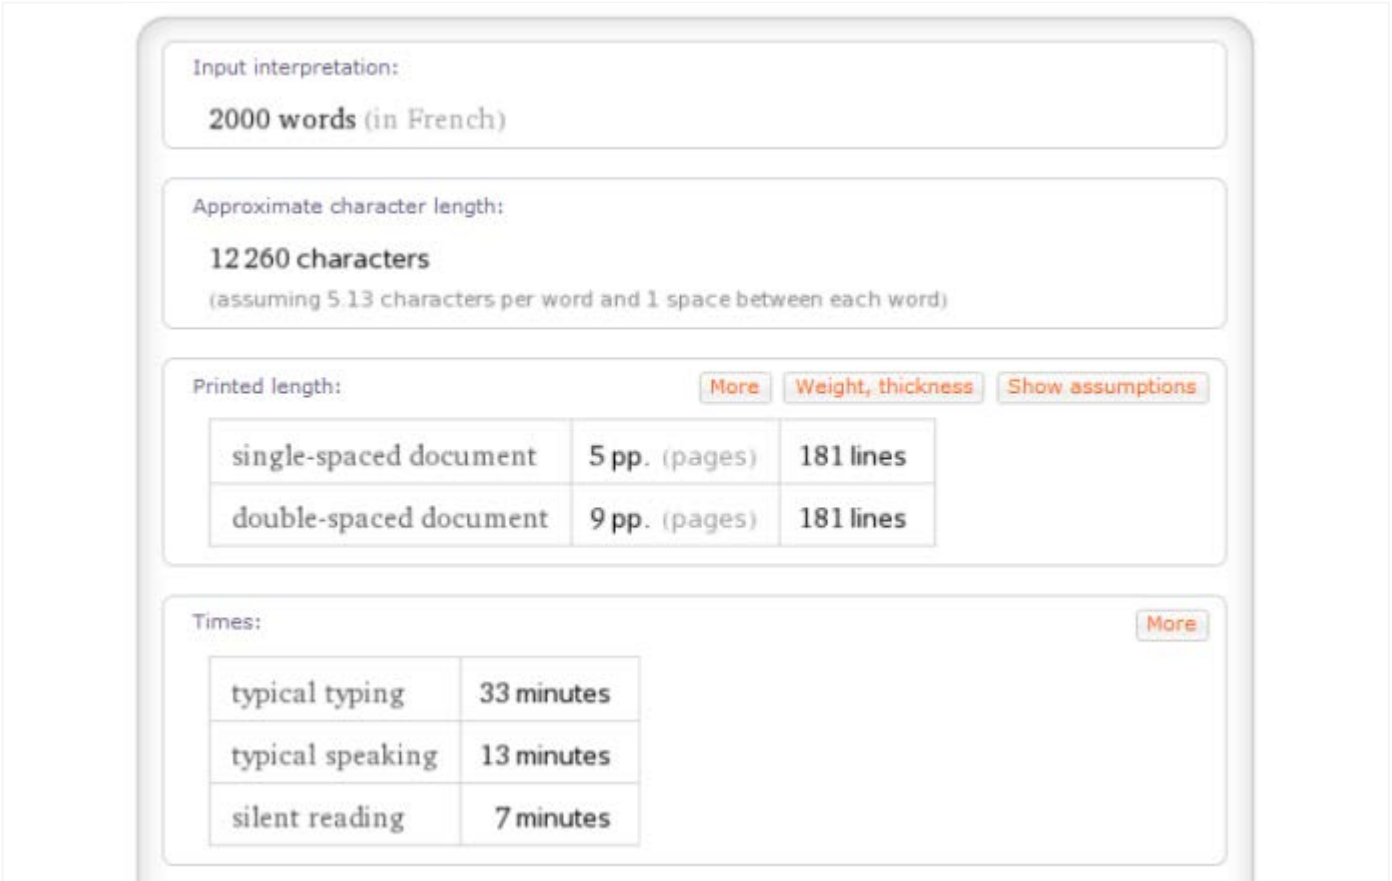 Input interpretation:
2000 words (in French)
Approximate character length:
12 260 characters
(assuming 5.13 characters per word and 1 space between each word)
Printed length:
More
Weight, thickness
Show assumptions
single-spaced document 5 pp. (pages) 181 lines
double-spaced document 9 pp. (pages) 181 lines
Times:
More
typical typing 33 minutes
typical speaking 13 minutes
silent reading 7 minutes